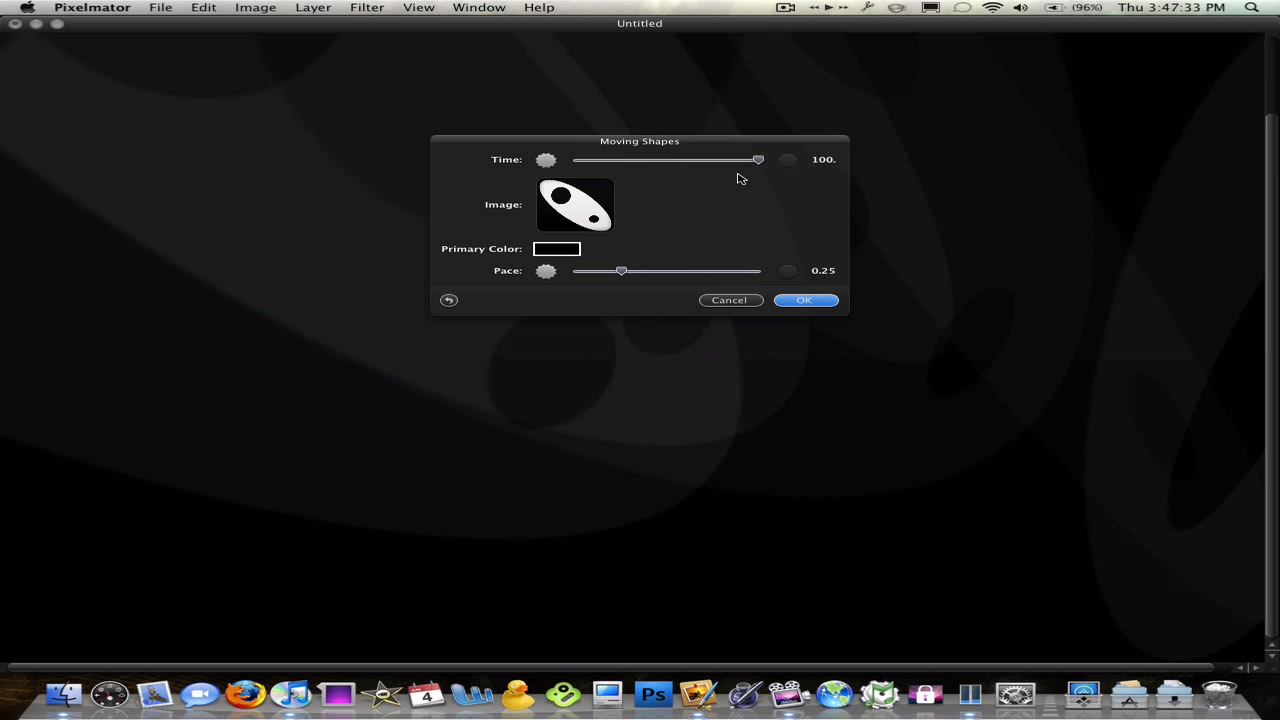 Pixelmator File Edit Image Layer Filter View Window Help (96%) Thu 3:47:33 PM
Untitled
Moving Shapes
Time: 100.
Image:
Primary Color:
Pace: 0.25
Cancel OK
4 Ps